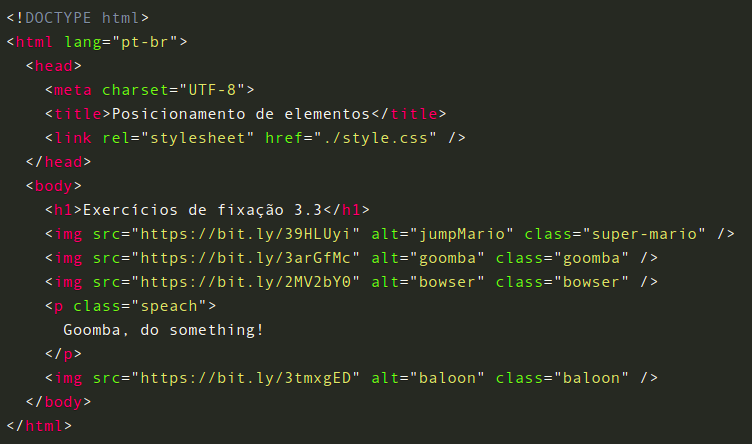 <!DOCTYPE html>
<html lang="pt-br">
<head>
<meta charset="UTF-8">
<title>Posicionamento de elementos</title>
<link rel="stylesheet" href="./style.css" />
</head>
<body>
<h1>Exercícios de fixação 3.3</h1>
<img src="https://bit.ly/39HLUyi" alt="jumpMario" class="super-mario" />
<img src="https://bit.ly/3arGfMc" alt="goomba" class="goomba" />
<img src="https://bit.ly/2MV2bY0" alt="bowser" class="bowser" />
<p class="speach">
Goomba, do something!
</p>
<img src="https://bit.ly/3tmxgED" alt="baloon" class="baloon" />
</body>
</html>